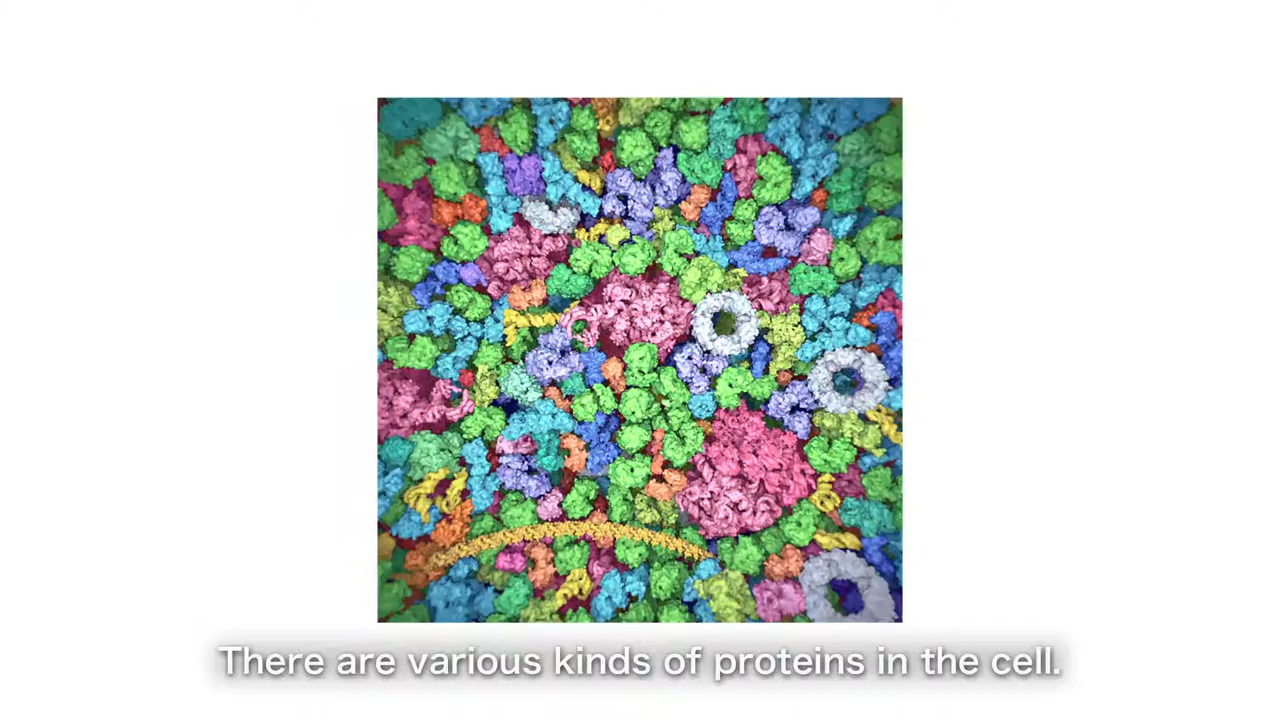 There are various kinds of proteins in the cell.